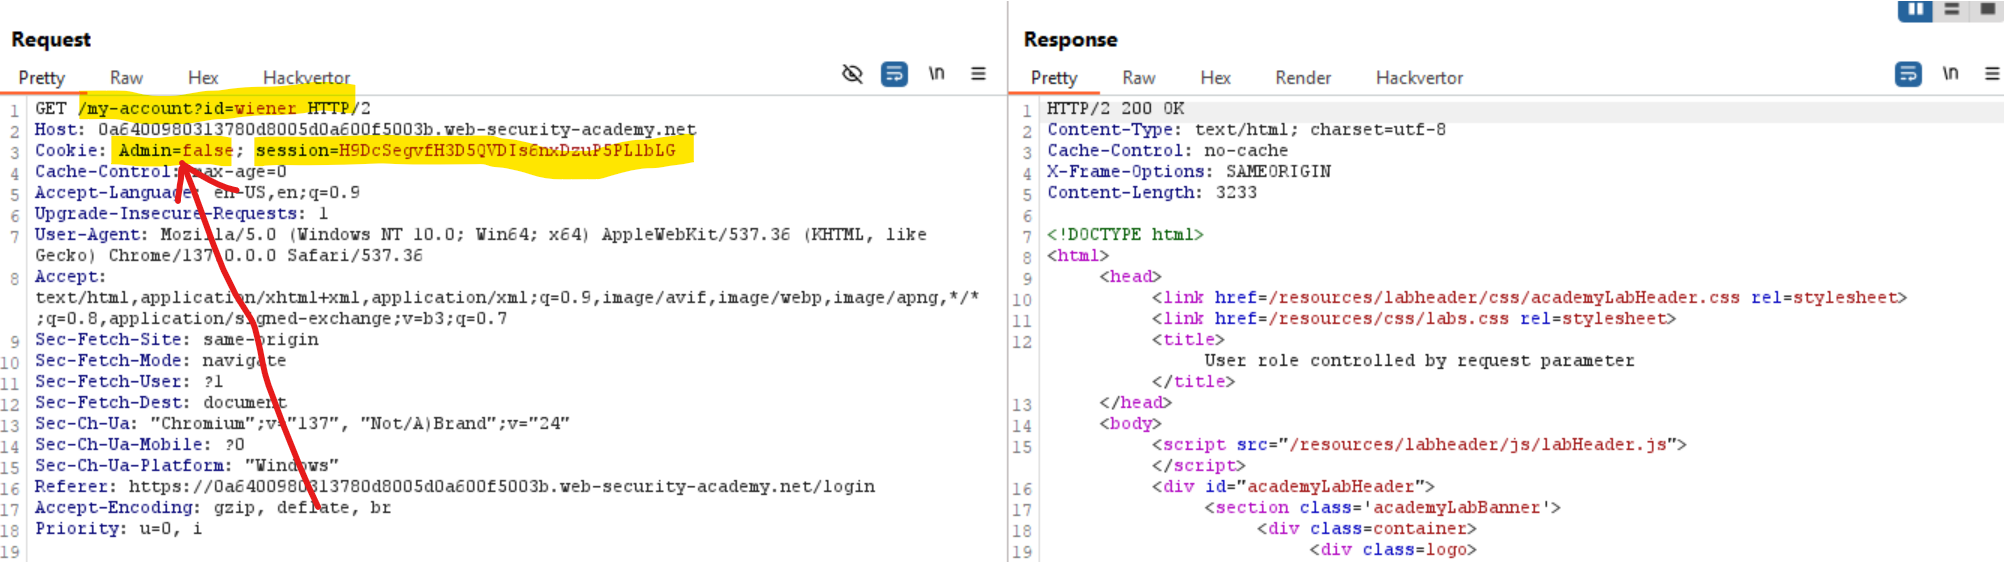 Request
Pretty Raw Hex Hackvertor \n
1 GET /my-account?id=wiener HTTP/2
2 Host: 0a6400980313780d8005d0a600f5003b.web-security-academy.net
3 Cookie: Admin=false; session=H9DcSegvfH3D5QVDIs6nxDzuP5PL1bLG
4 Cache-Control: max-age=0
5 Accept-Language: en-US,en;q=0.9
6 Upgrade-Insecure-Requests: 1
7 User-Agent: Mozilla/5.0 (Windows NT 10.0; Win64; x64) AppleWebKit/537.36 (KHTML, like
Gecko) Chrome/137.0.0.0 Safari/537.36
8 Accept:
text/html,application/xhtml+xml,application/xml;q=0.9,image/avif,image/webp,image/apng,*/*
;q=0.8,application/signed-exchange;v=b3;q=0.7
9 Sec-Fetch-Site: same-origin
10 Sec-Fetch-Mode: navigate
11 Sec-Fetch-User: ?1
12 Sec-Fetch-Dest: document
13 Sec-Ch-Ua: "Chromium";v="137", "Not/A)Brand";v="24"
14 Sec-Ch-Ua-Mobile: ?0
15 Sec-Ch-Ua-Platform: "Windows"
16 Referer: https://0a6400980313780d8005d0a600f5003b.web-security-academy.net/login
17 Accept-Encoding: gzip, deflate, br
18 Priority: u=0, i
19
Response
Pretty Raw Hex Render Hackvertor \n
1 HTTP/2 200 OK
2 Content-Type: text/html; charset=utf-8
3 Cache-Control: no-cache
4 X-Frame-Options: SAMEORIGIN
5 Content-Length: 3233
6
7 <!DOCTYPE html>
8 <html>
9 <head>
10 <link href=/resources/labheader/css/academyLabHeader.css rel=stylesheet>
11 <link href=/resources/css/labs.css rel=stylesheet>
12 <title>
User role controlled by request parameter
</title>
13 </head>
14 <body>
15 <script src="/resources/labheader/js/labHeader.js">
</script>
16 <div id="academyLabHeader">
17 <section class='academyLabBanner'>
18 <div class=container>
19 <div class=logo>